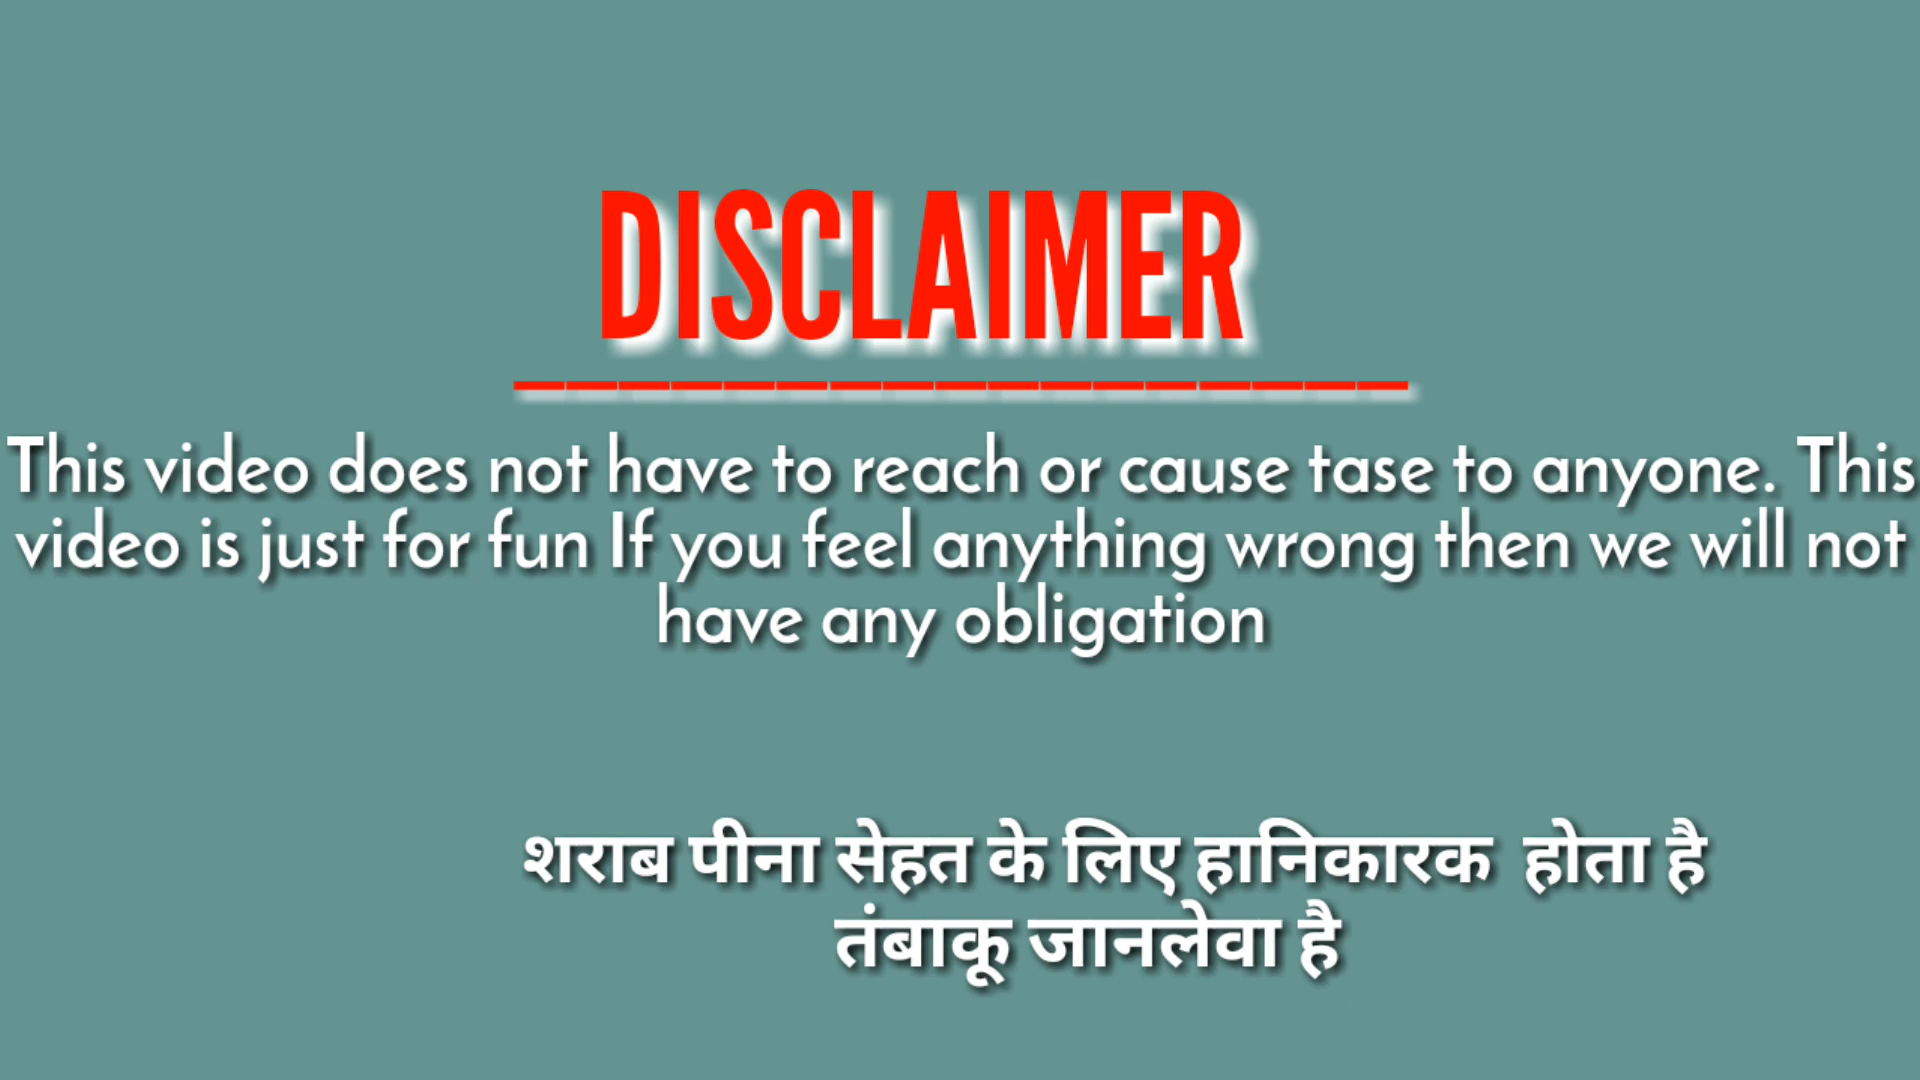 DISCLAIMER
This video does not have to reach or cause tase to anyone. This
video is just for fun If you feel anything wrong then we will not
have any obligation
शराब पीना सेहत के लिए हानिकारक होता है
तंबाकू जानलेवा है